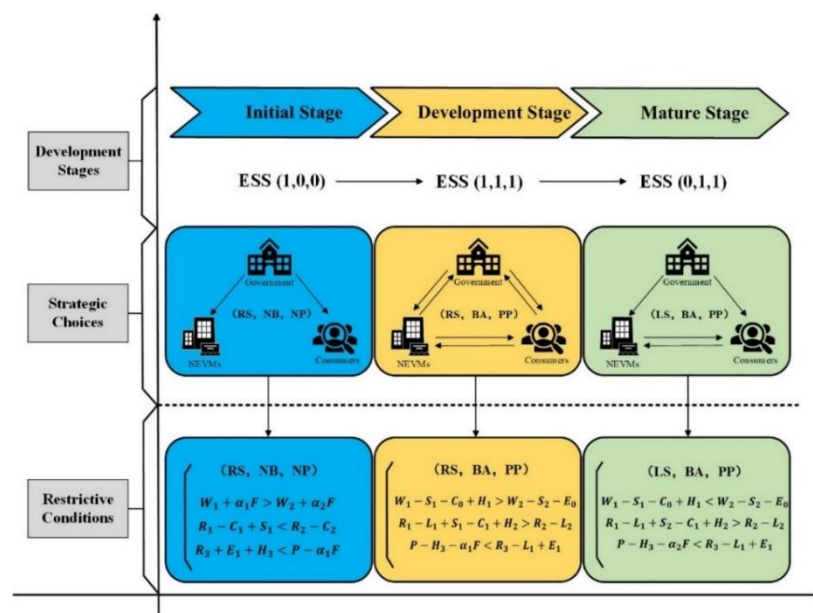 Initial Stage
Development Stage
Mature Stage
Development
Stages
ESS (1,0,0)
ESS (1,1,1)
ESS (0,1,1)
Strategic
Choices
Government
(RS, NB, NP)
NEVMs
Consumers
Government
(RS, BA, PP)
NEVMs
Consumers
Government
(LS, BA, PP)
NEVMs
Consumers
Restrictive
Conditions
(RS, NB, NP)
W₁ + α₁F > W₂ + α₂F
R₁ − C₁ + S₁ < R₂ − C₂
R₃ + E₁ + H₃ < P − α₁F
(RS, BA, PP)
W₁ − S₁ − C₀ + H₁ > W₂ − S₂ − E₀
R₁ − L₁ + S₁ − C₁ + H₂ > R₂ − L₂
P − H₃ − α₁F < R₃ − L₁ + E₁
(LS, BA, PP)
W₁ − S₁ − C₀ + H₁ < W₂ − S₂ − E₀
R₁ − L₁ + S₂ − C₁ + H₂ > R₂ − L₂
P − H₃ − α₂F < R₃ − L₁ + E₁